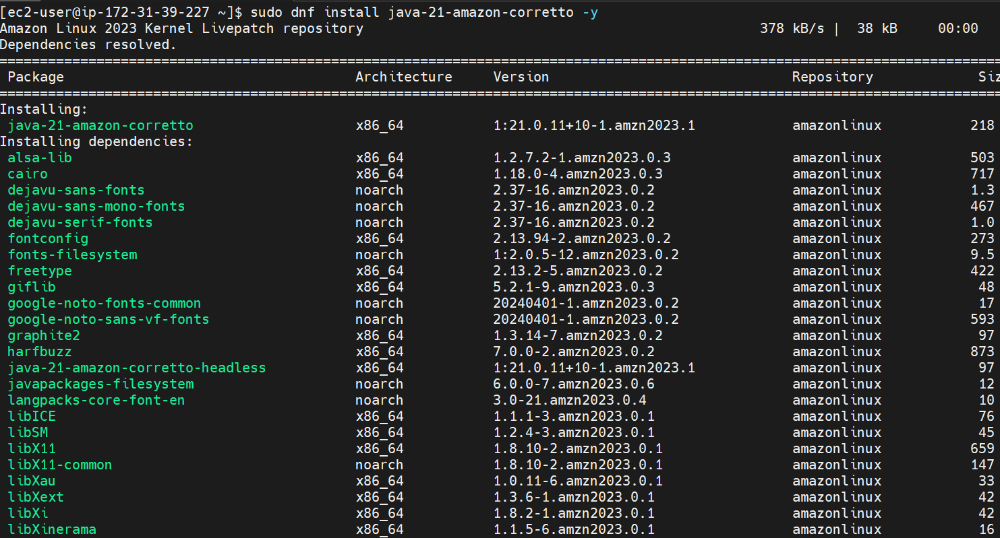 [ec2-user@ip-172-31-39-227 ~]$ sudo dnf install java-21-amazon-corretto -y
Amazon Linux 2023 Kernel Livepatch repository 378 kB/s | 38 kB 00:00
Dependencies resolved.
================================================================================
Package Architecture Version Repository Siz
================================================================================
Installing:
java-21-amazon-corretto x86_64 1:21.0.11+10-1.amzn2023.1 amazonlinux 218
Installing dependencies:
alsa-lib x86_64 1.2.7.2-1.amzn2023.0.3 amazonlinux 503
cairo x86_64 1.18.0-4.amzn2023.0.3 amazonlinux 717
dejavu-sans-fonts noarch 2.37-16.amzn2023.0.2 amazonlinux 1.3
dejavu-sans-mono-fonts noarch 2.37-16.amzn2023.0.2 amazonlinux 467
dejavu-serif-fonts noarch 2.37-16.amzn2023.0.2 amazonlinux 1.0
fontconfig x86_64 2.13.94-2.amzn2023.0.2 amazonlinux 273
fonts-filesystem noarch 1:2.0.5-12.amzn2023.0.2 amazonlinux 9.5
freetype x86_64 2.13.2-5.amzn2023.0.2 amazonlinux 422
giflib x86_64 5.2.1-9.amzn2023.0.3 amazonlinux 48
google-noto-fonts-common noarch 20240401-1.amzn2023.0.2 amazonlinux 17
google-noto-sans-vf-fonts noarch 20240401-1.amzn2023.0.2 amazonlinux 593
graphite2 x86_64 1.3.14-7.amzn2023.0.2 amazonlinux 97
harfbuzz x86_64 7.0.0-2.amzn2023.0.2 amazonlinux 873
java-21-amazon-corretto-headless x86_64 1:21.0.11+10-1.amzn2023.1 amazonlinux 97
javapackages-filesystem noarch 6.0.0-7.amzn2023.0.6 amazonlinux 12
langpacks-core-font-en noarch 3.0-21.amzn2023.0.4 amazonlinux 10
libICE x86_64 1.1.1-3.amzn2023.0.1 amazonlinux 76
libSM x86_64 1.2.4-3.amzn2023.0.1 amazonlinux 45
libX11 x86_64 1.8.10-2.amzn2023.0.1 amazonlinux 659
libX11-common noarch 1.8.10-2.amzn2023.0.1 amazonlinux 147
libXau x86_64 1.0.11-6.amzn2023.0.1 amazonlinux 33
libXext x86_64 1.3.6-1.amzn2023.0.1 amazonlinux 42
libXi x86_64 1.8.2-1.amzn2023.0.1 amazonlinux 42
libXinerama x86_64 1.1.5-6.amzn2023.0.1 amazonlinux 16